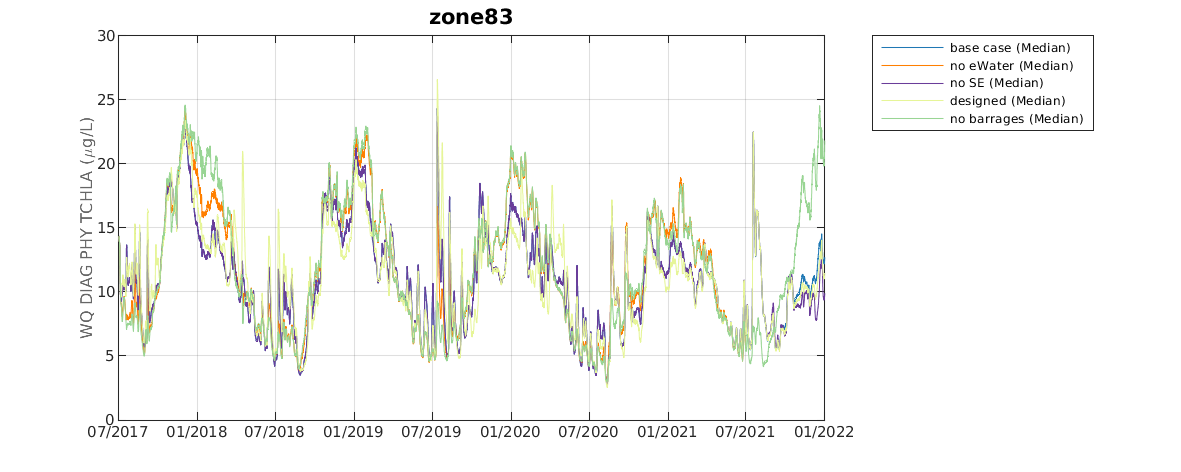 zone83
WQ DIAG PHY TCHLA (μg/L)
30
25
20
15
10
5
0
07/2017 01/2018 07/2018 01/2019 07/2019 01/2020 07/2020 01/2021 07/2021 01/2022
base case (Median)
no eWater (Median)
no SE (Median)
designed (Median)
no barrages (Median)